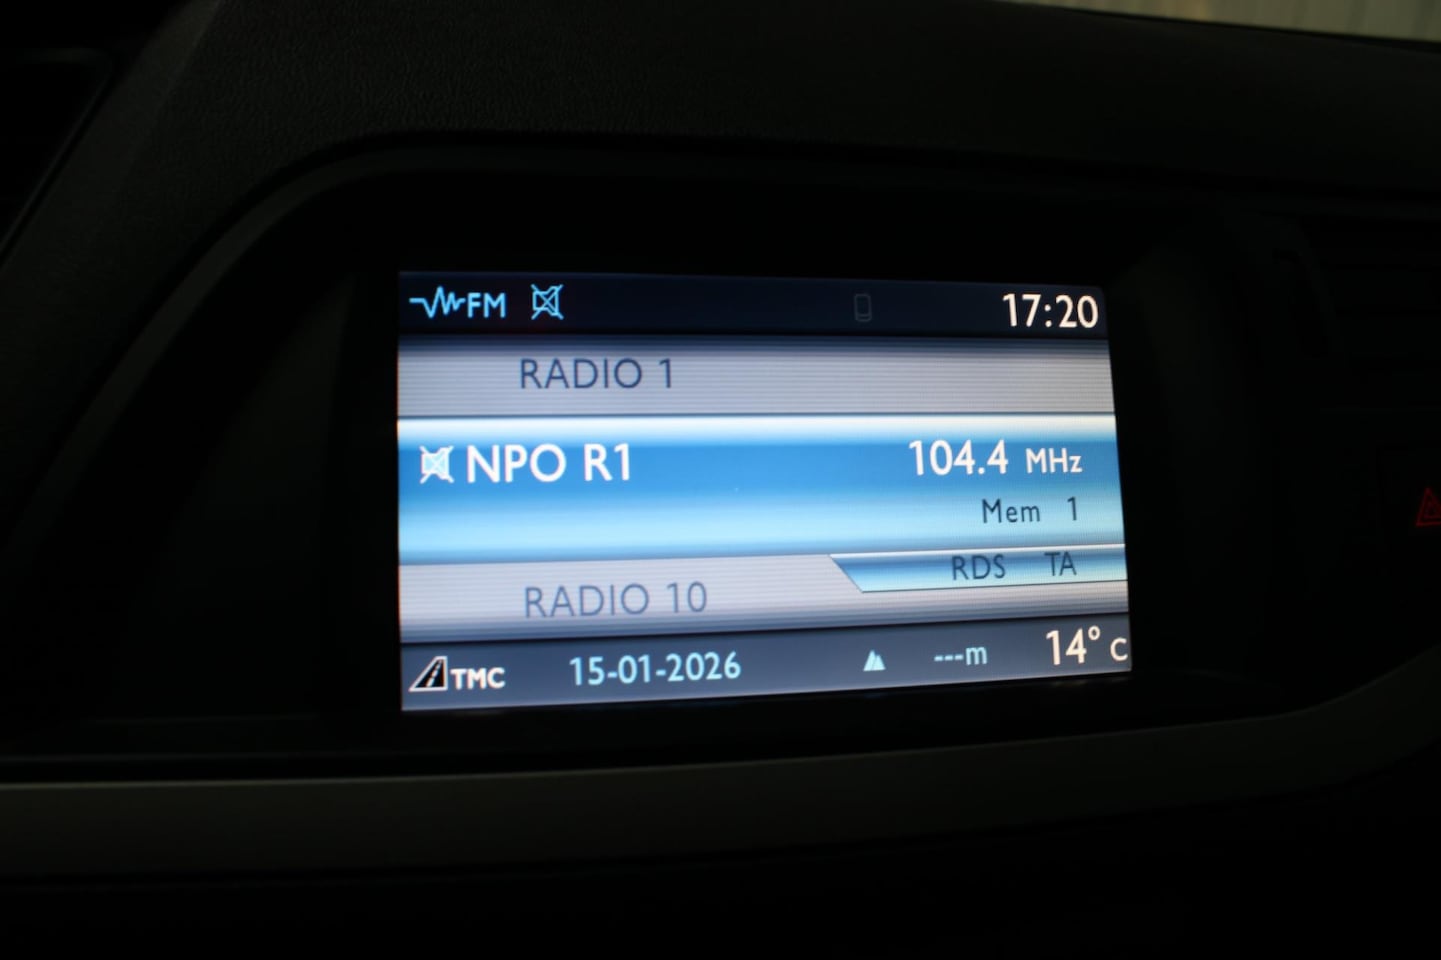 FM 17:20
RADIO 1
NPO R1 104.4 MHz
Mem 1
RDS TA
RADIO 10
TMC 15-01-2026 ---m 14° C